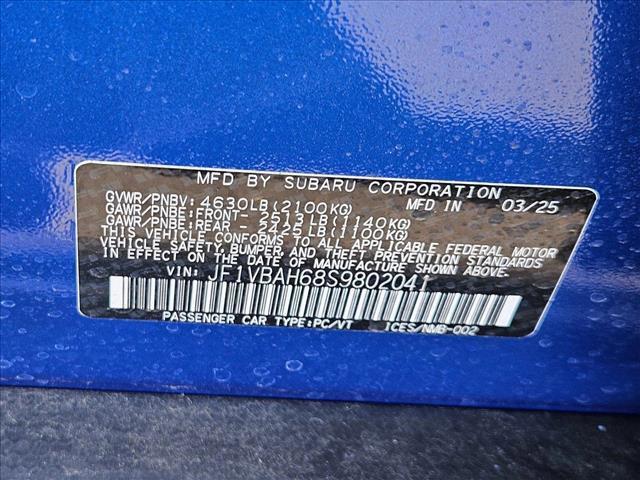 MFD BY SUBARU CORPORATION
GVWR/PNBV: 4630LB(2100KG) MFD IN 03/25
GAWR/PNBE:FRONT- 2513LB(1140KG)
GAWR/PNBE:REAR - 2425LB(1100KG)
THIS VEHICLE CONFORMS TO ALL APPLICABLE FEDERAL MOTOR
VEHICLE SAFETY, BUMPER, AND THEFT PREVENTION STANDARDS
IN EFFECT ON THE DATE OF MANUFACTURE SHOWN ABOVE.
VIN: JF1VBAH68S9802041
PASSENGER CAR TYPE:PC/VT ICES/NMB-002